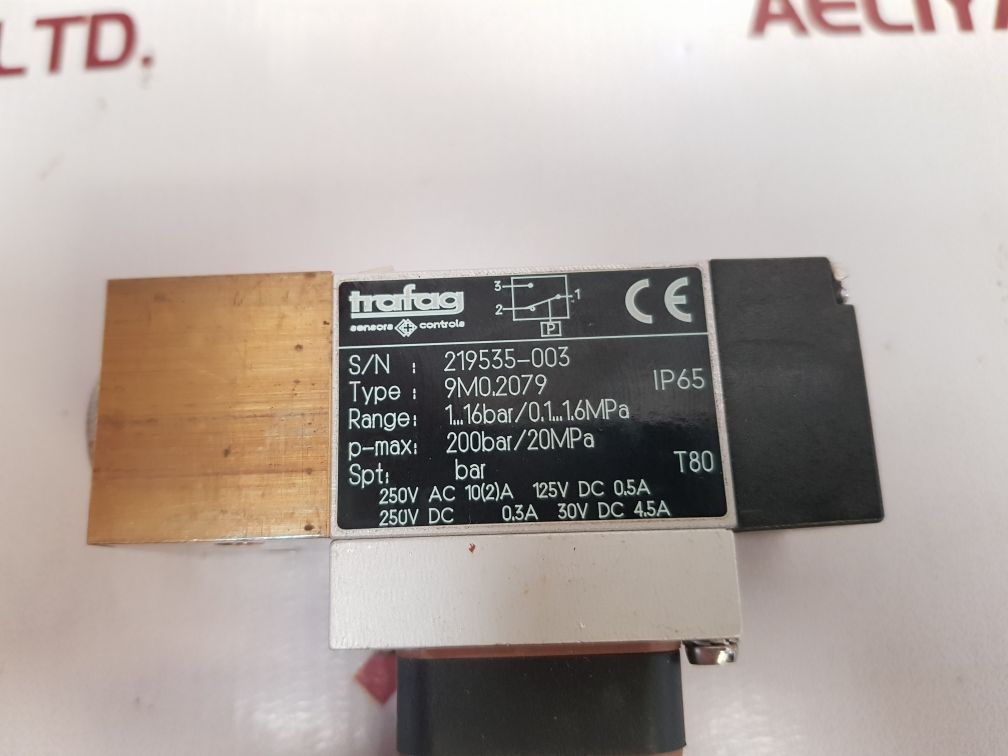 LTD.
AELIYA
trafag
sensors controls
3
2
1
P
CE
S/N : 219535-003
Type : 9M0.2079
IP65
Range: 1...16bar/0.1...1.6MPa
p-max: 200bar/20MPa
Spt: bar
T80
250V AC 10(2)A 125V DC 0.5A
250V DC 0.3A 30V DC 4.5A